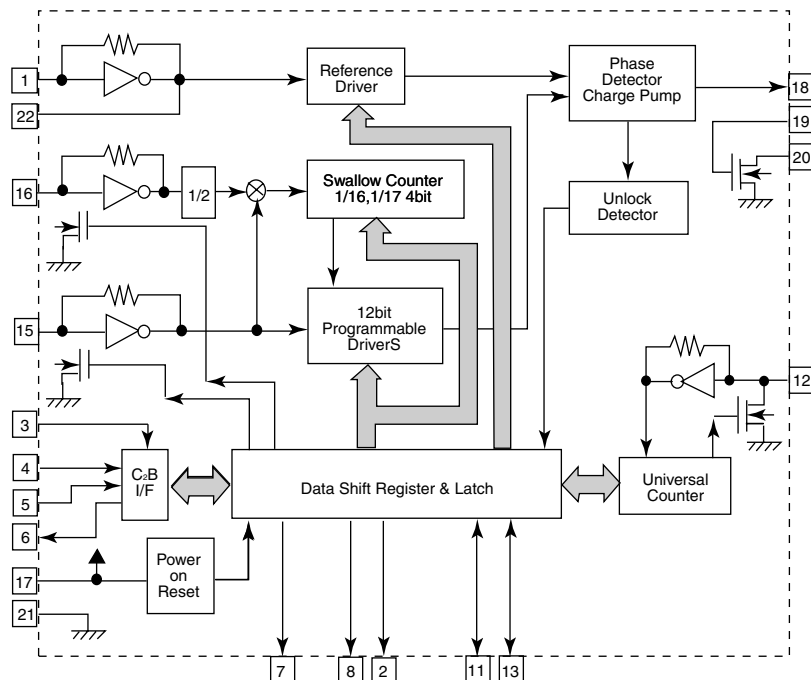 1
Reference
Driver
Phase
Detector
Charge Pump
18
22
19
20
16
1/2
Swallow Counter
1/16,1/17 4bit
Unlock
Detector
15
12bit
Programmable
DriverS
12
3
4
C₂B
I/F
5
6
Data Shift Register & Latch
Universal
Counter
17
Power
on
Reset
21
7
8
2
11
13